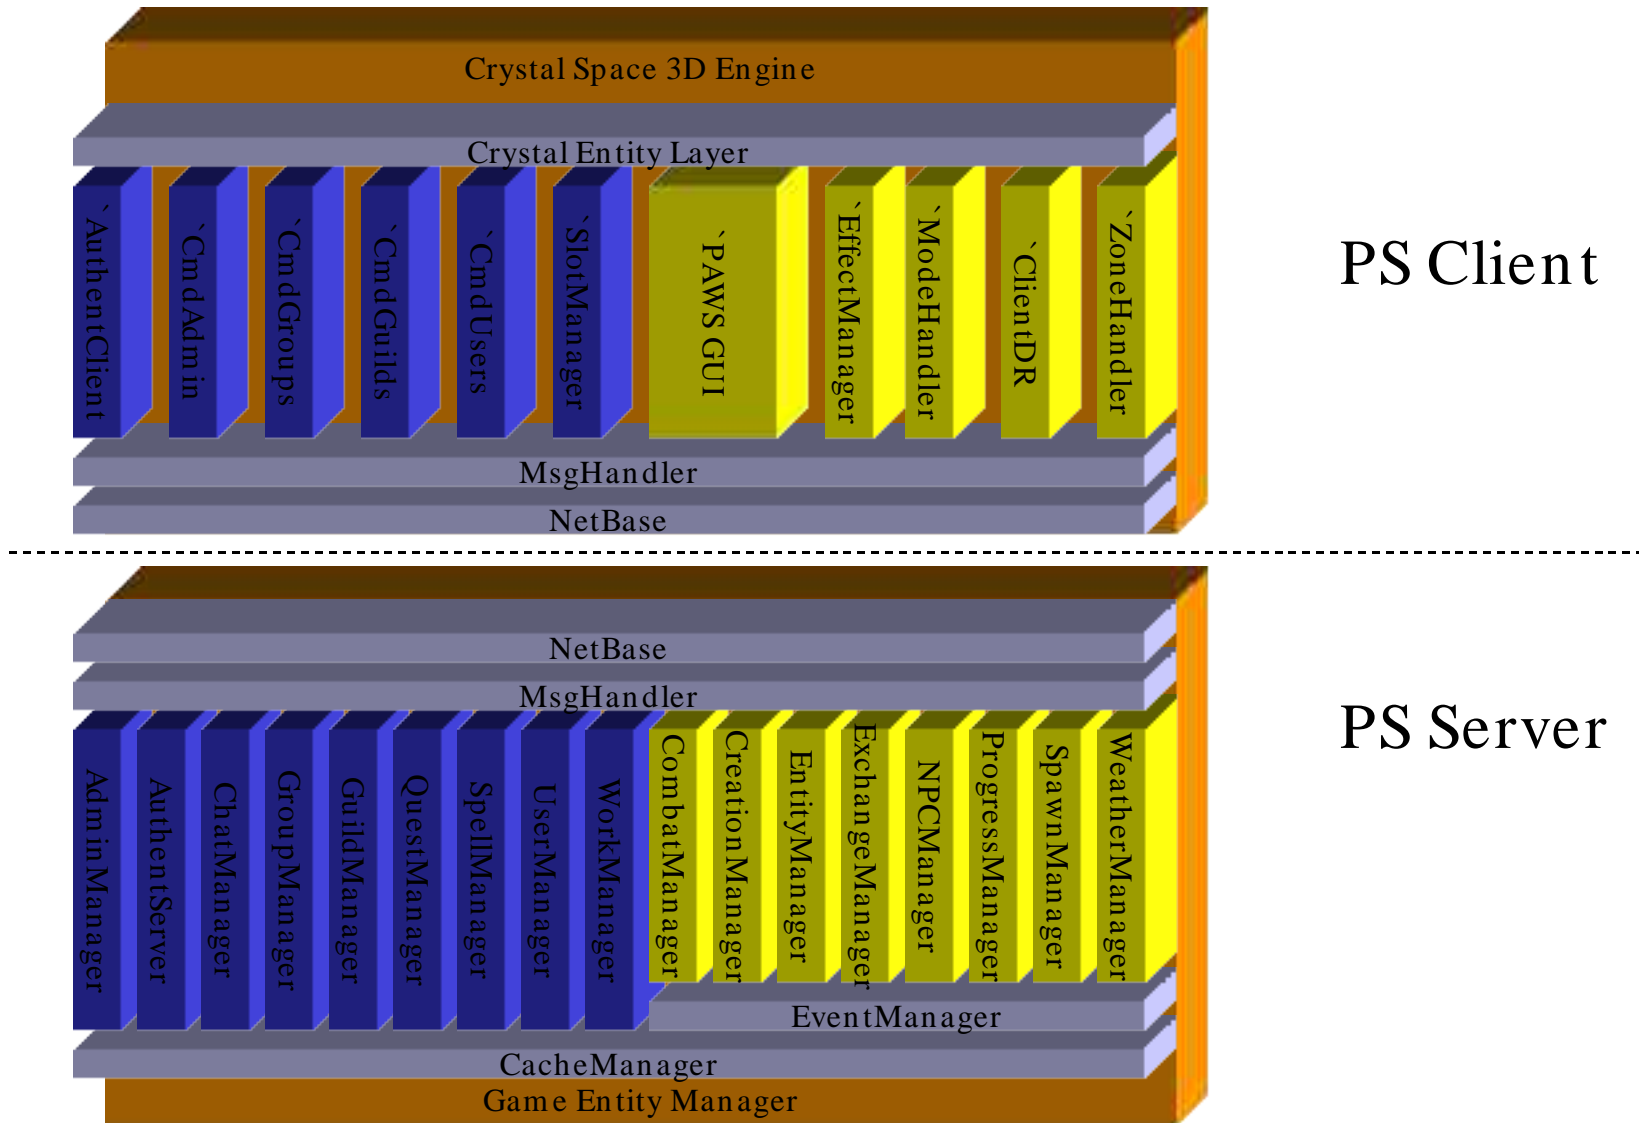 Crystal Space 3D Engine
Crystal Entity Layer
`AuthentClient
`CmdAdmin
`CmdGroups
`CmdGuilds
`CmdUsers
`SlotManager
`PAWS GUI
`EffectManager
`ModeHandler
`ClientDR
`ZoneHandler
PS Client
MsgHandler
NetBase
NetBase
MsgHandler
PS Server
AdminManager
AuthentServer
ChatManager
GroupManager
GuildManager
QuestManager
SpellManager
UserManager
WorkManager
CombatManager
CreationManager
EntityManager
ExchangeManager
NPCManager
ProgressManager
SpawnManager
WeatherManager
EventManager
CacheManager
Game Entity Manager